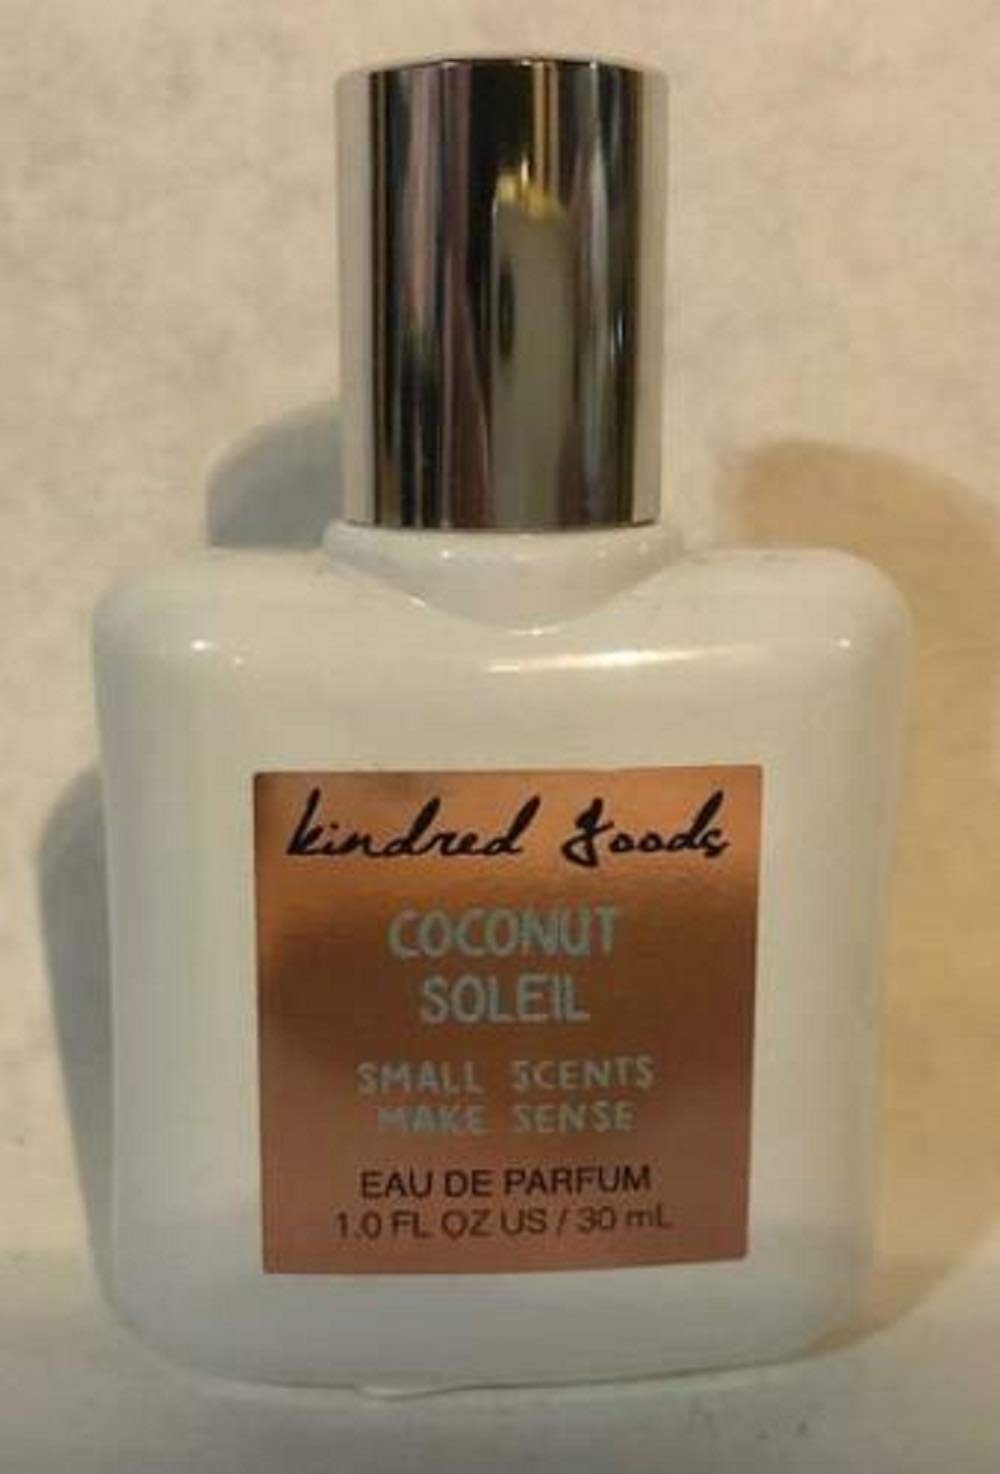 kindred goods
COCONUT
SOLEIL
SMALL SCENTS
MAKE SENSE
EAU DE PARFUM
1.0 FL OZ US / 30 mL